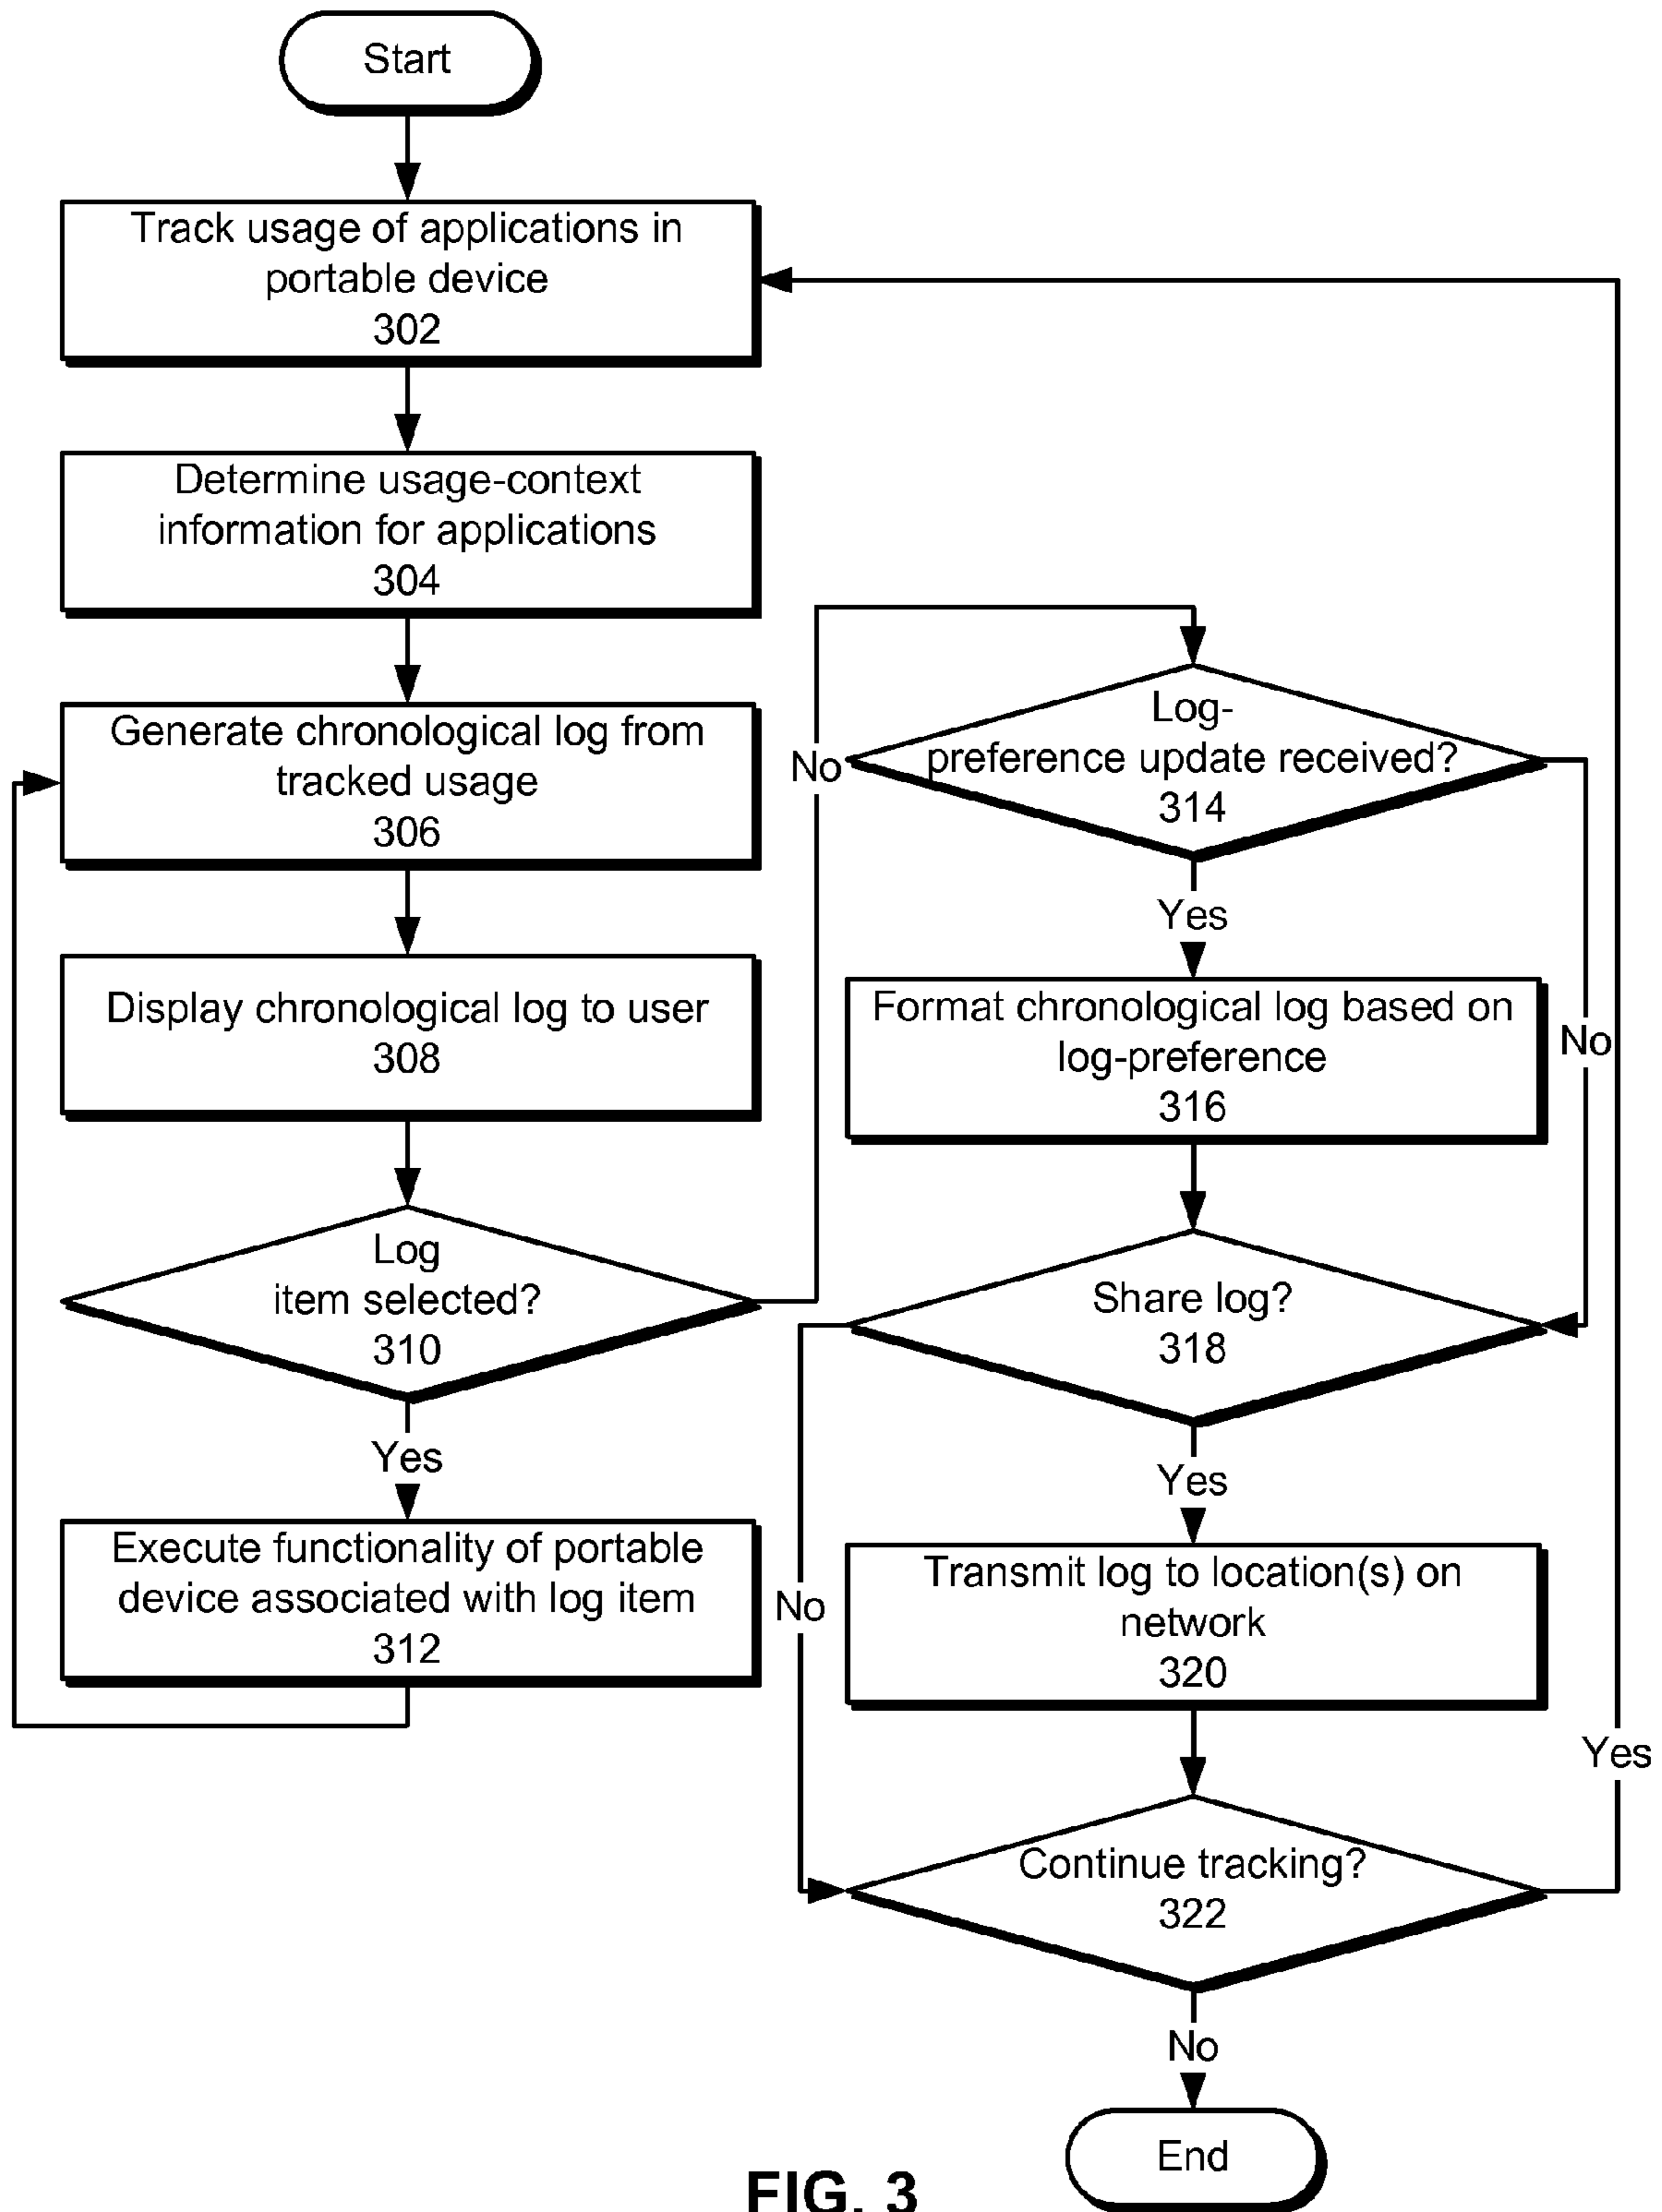 Start
Track usage of applications in
portable device
302
Determine usage-context
information for applications
304
Generate chronological log from
tracked usage
306
Display chronological log to user
308
Log
item selected?
310
Yes
Execute functionality of portable
device associated with log item
312
No
Log-
preference update received?
314
Yes
No
Format chronological log based on
log-preference
316
Share log?
318
Yes
No
Transmit log to location(s) on
network
320
Continue tracking?
322
Yes
No
End
FIG. 3